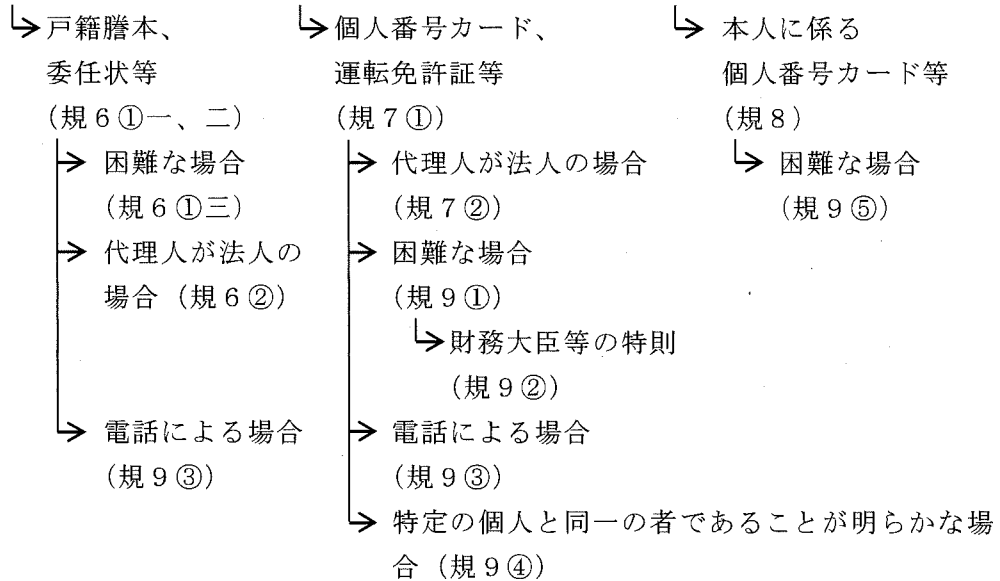 戸籍謄本、
委任状等
（規６①一、二）
困難な場合
（規６①三）
代理人が法人の
場合（規６②）
電話による場合
（規９③）
個人番号カード、
運転免許証等
（規７①）
代理人が法人の場合
（規７②）
困難な場合
（規９①）
財務大臣等の特則
（規９②）
電話による場合
（規９③）
特定の個人と同一の者であることが明らかな場
合（規９④）
本人に係る
個人番号カード等
（規８）
困難な場合
（規９⑤）